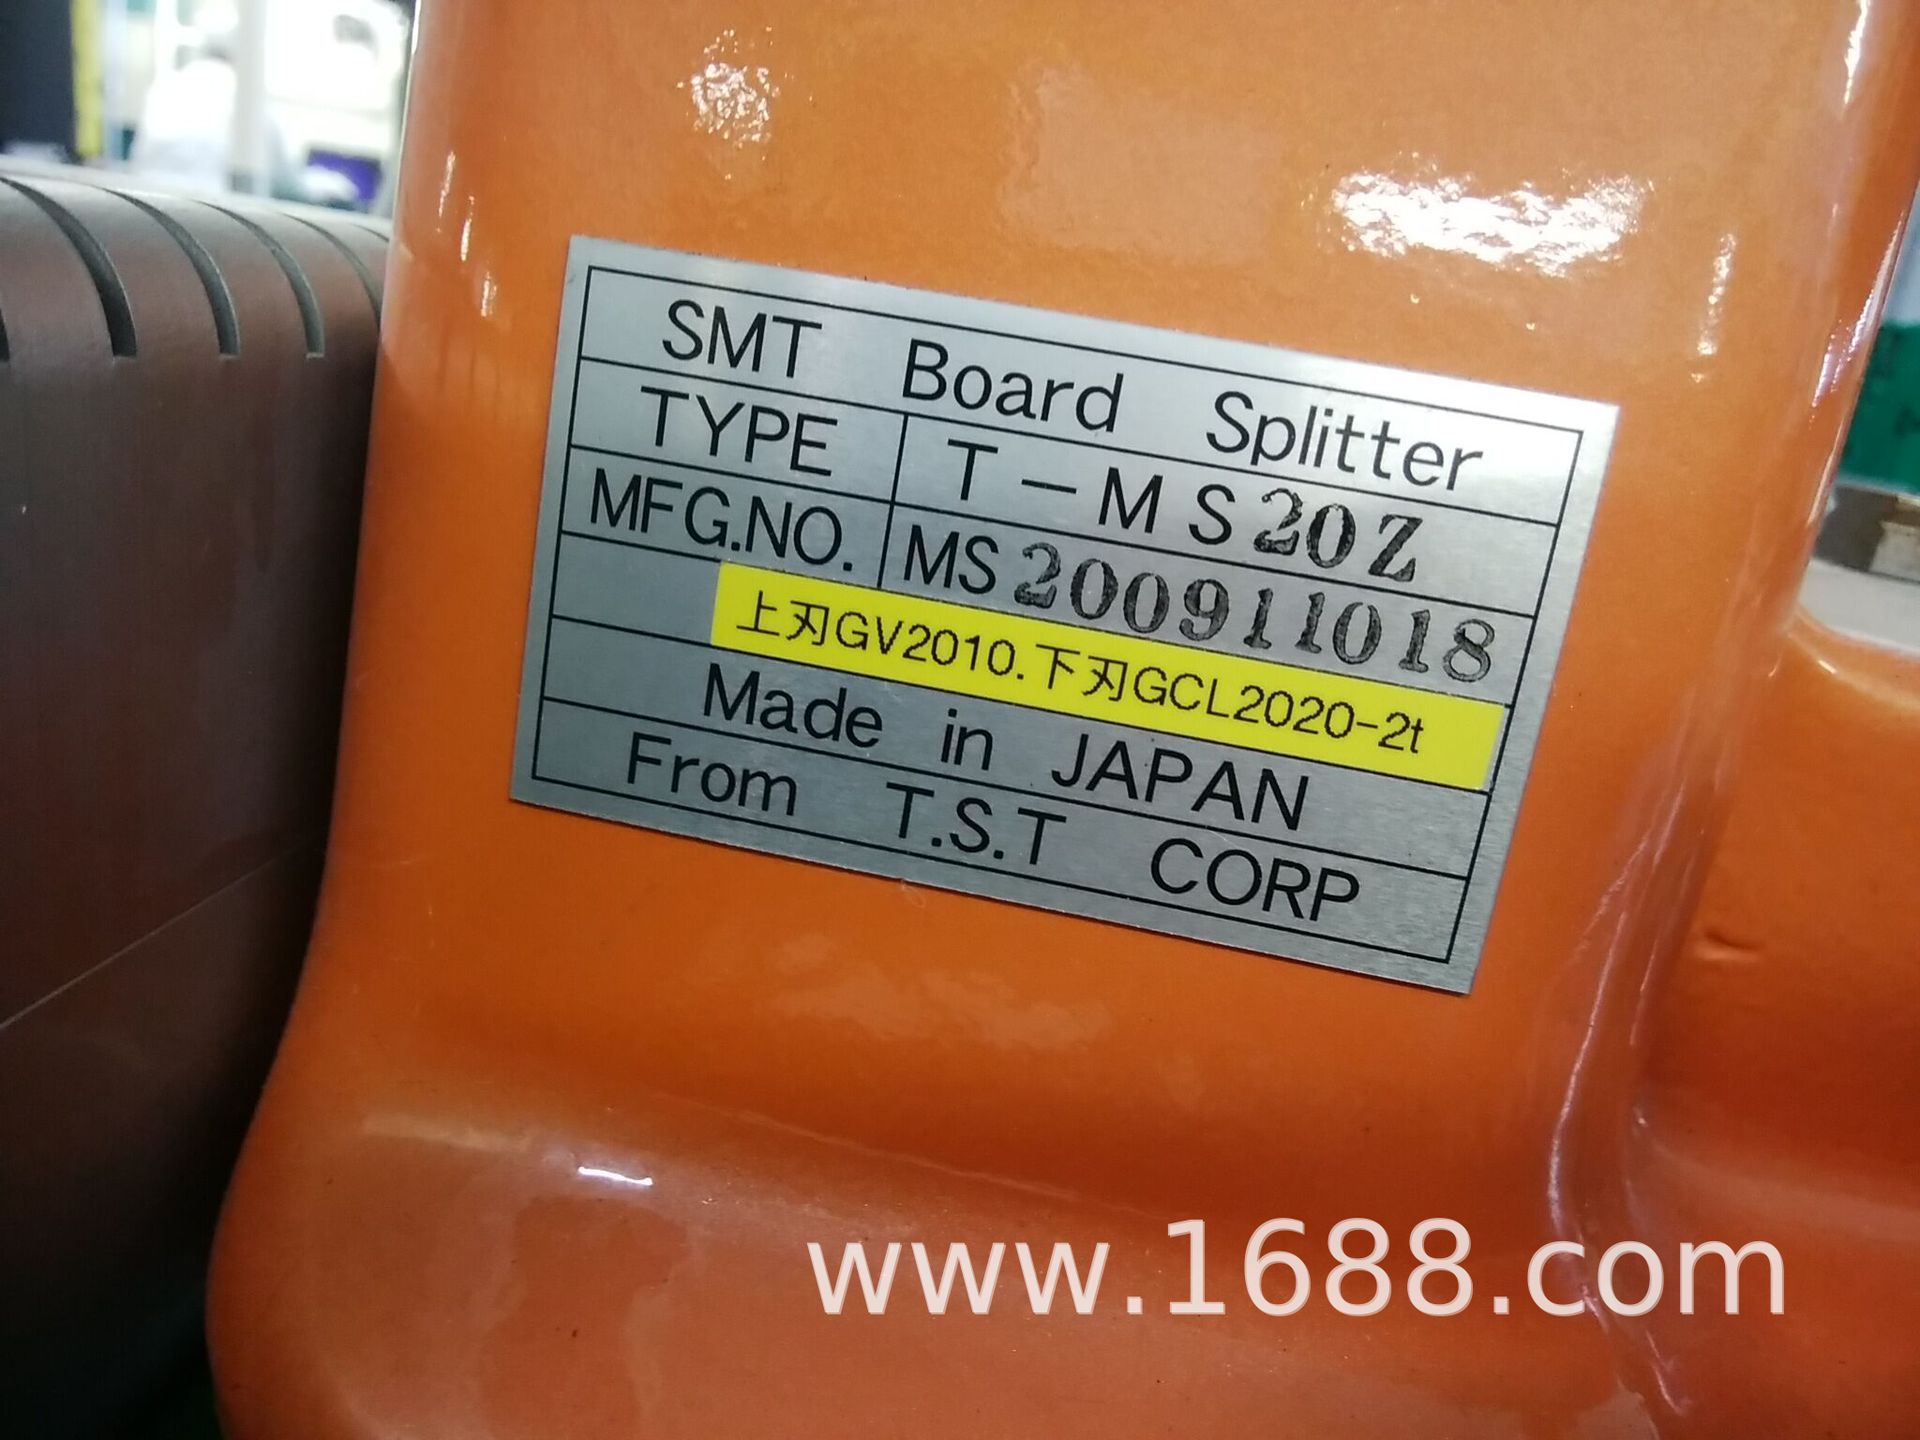 SMT Board Splitter
TYPE T-MS20Z
MFG.NO. MS200911018
上刃GV2010.下刃GCL2020-2t
Made in JAPAN
From T.S.T CORP
www.1688.com